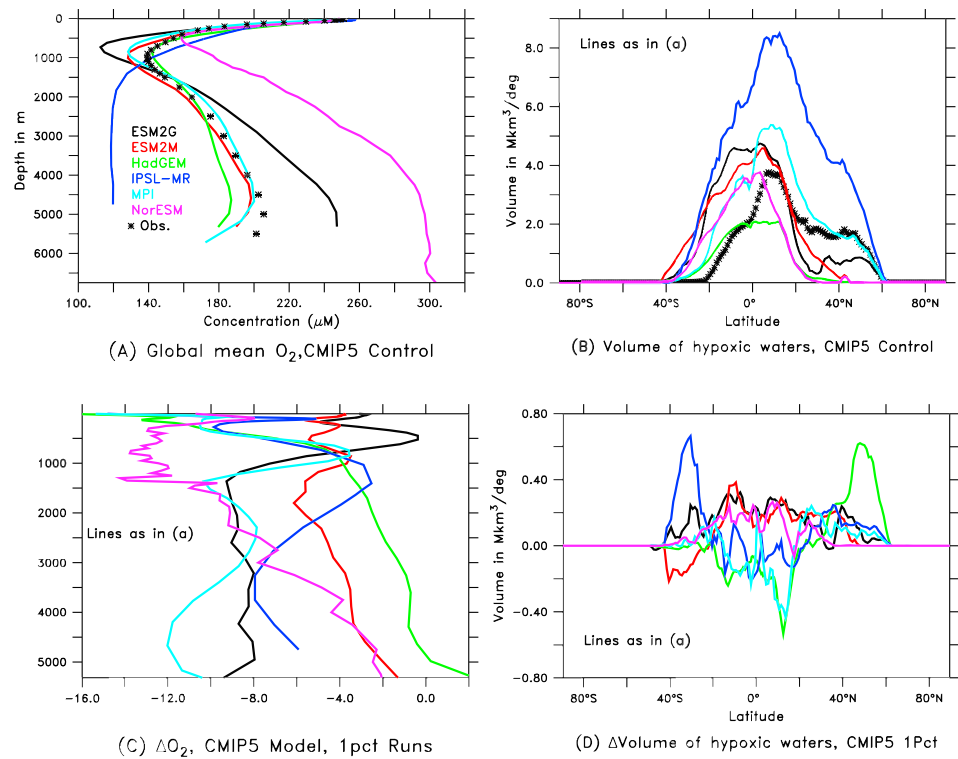 0
1000
2000
3000
4000
5000
6000
Depth in m
ESM2G
ESM2M
HadGEM
IPSL-MR
MPI
NorESM
* Obs.
100. 140. 180. 220. 260. 300.
Concentration (μM)
(A) Global mean O₂,CMIP5 Control
8.0
6.0
4.0
2.0
0.0
Volume in Mkm³/deg
Lines as in (a)
80°S 40°S 0° 40°N 80°N
Latitude
(B) Volume of hypoxic waters, CMIP5 Control
1000
2000
3000
4000
5000
Lines as in (a)
-16.0 -12.0 -8.0 -4.0 0.0
(C) ΔO₂, CMIP5 Model, 1pct Runs
0.80
0.40
0.00
-0.40
-0.80
Volume in Mkm³/deg
Lines as in (a)
80°S 40°S 0° 40°N 80°N
Latitude
(D) ΔVolume of hypoxic waters, CMIP5 1Pct